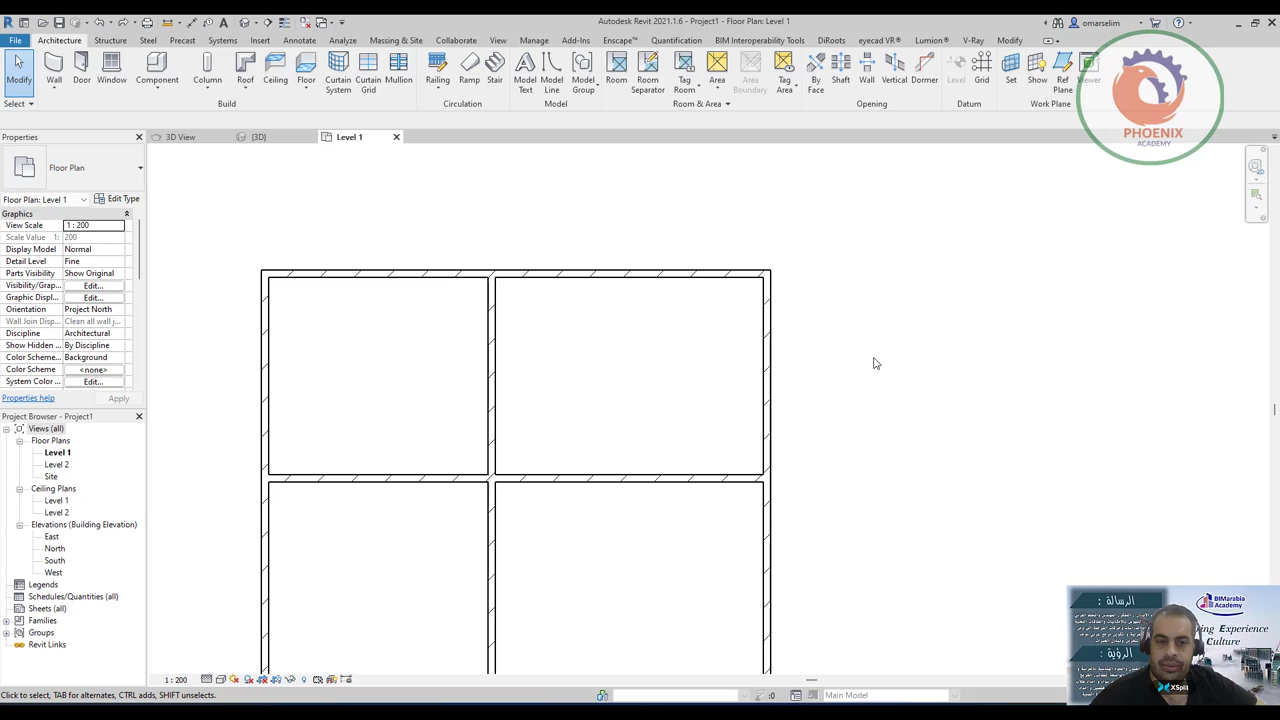 Autodesk Revit 2021.1.6 - Project1 - Floor Plan: Level 1
omarselim
File Architecture Structure Steel Precast Systems Insert Annotate Analyze Massing & Site Collaborate View Manage Add-Ins Enscape™ Quantification BIM Interoperability Tools DiRoots eyecad VR® Lumion® V-Ray Modify
Modify Wall Door Window Component Column Roof Ceiling Floor Curtain System Curtain Grid Mullion Railing Ramp Stair Model Text Model Line Model Group Room Room Separator Tag Room Area Area Boundary Tag Area By Face Shaft Wall Vertical Dormer Level Grid Set Show Ref Plane Viewer
Select Build Circulation Model Room & Area Opening Datum Work Plane
PHOENIX
ACADEMY
Properties
3D View {3D} Level 1
Floor Plan
Floor Plan: Level 1 Edit Type
Graphics
View Scale 1 : 200
Scale Value 1: 200
Display Model Normal
Detail Level Fine
Parts Visibility Show Original
Visibility/Grap... Edit...
Graphic Displ... Edit...
Orientation Project North
Wall Join Disp... Clean all wall j...
Discipline Architectural
Show Hidden ... By Discipline
Color Scheme... Background
Color Scheme <none>
System Color ... Edit...
Properties help Apply
Project Browser - Project1
Views (all)
Floor Plans
Level 1
Level 2
Site
Ceiling Plans
Level 1
Level 2
Elevations (Building Elevation)
East
North
South
West
Legends
Schedules/Quantities (all)
Sheets (all)
Families
Groups
Revit Links
1 : 200
Click to select, TAB for alternates, CTRL adds, SHIFT unselects.
:0
Main Model
الرسالة :
BIMarabia
Academy
Experience
Culture
الرؤية :
XSplit